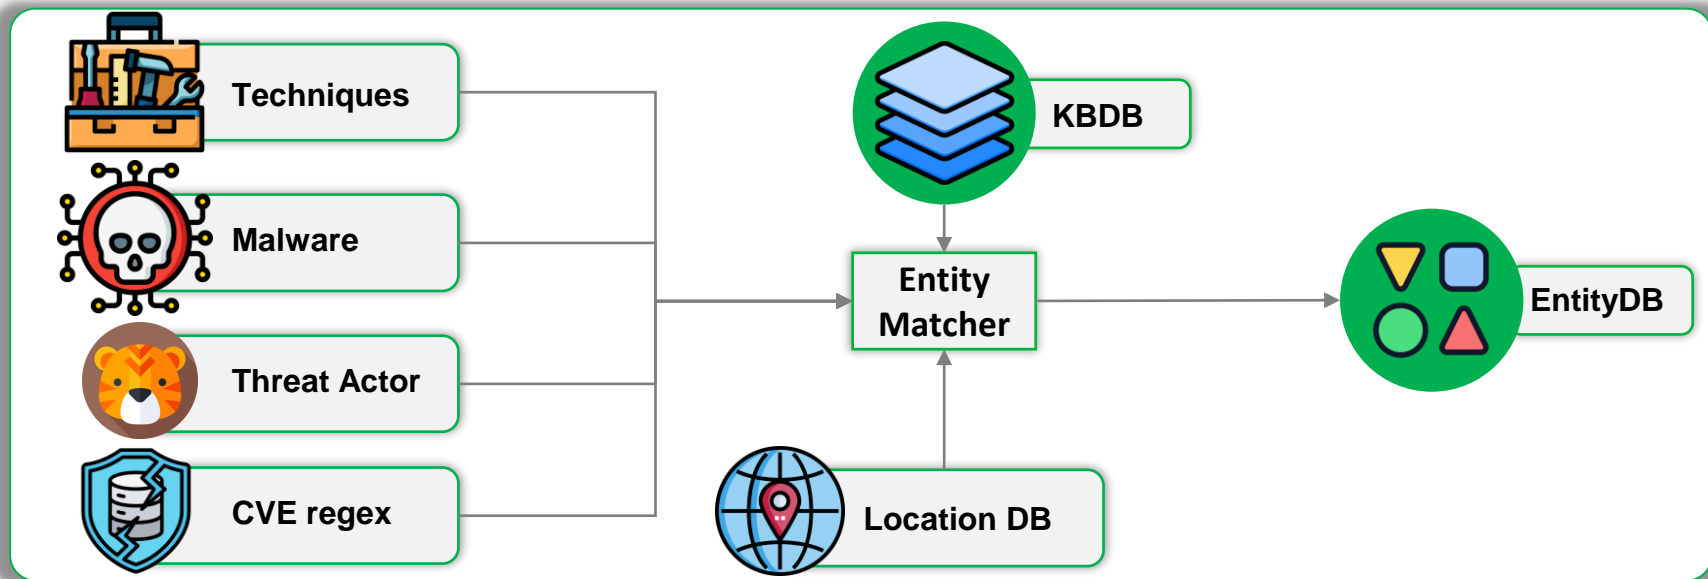 Techniques
Malware
Threat Actor
CVE regex
KBDB
Entity
Matcher
Location DB
EntityDB